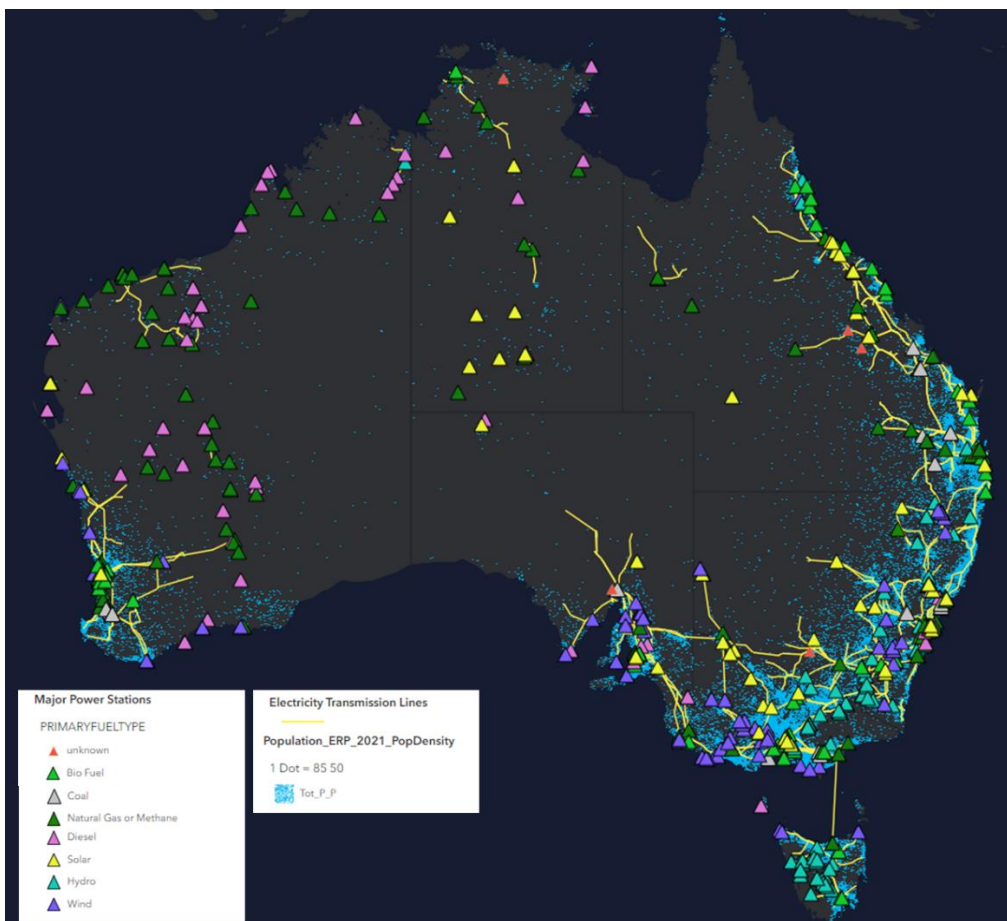 Major Power Stations
PRIMARYFUELTYPE
unknown
Bio Fuel
Coal
Natural Gas or Methane
Diesel
Solar
Hydro
Wind
Electricity Transmission Lines
Population_ERP_2021_PopDensity
1 Dot = 85 50
Tot_P_P